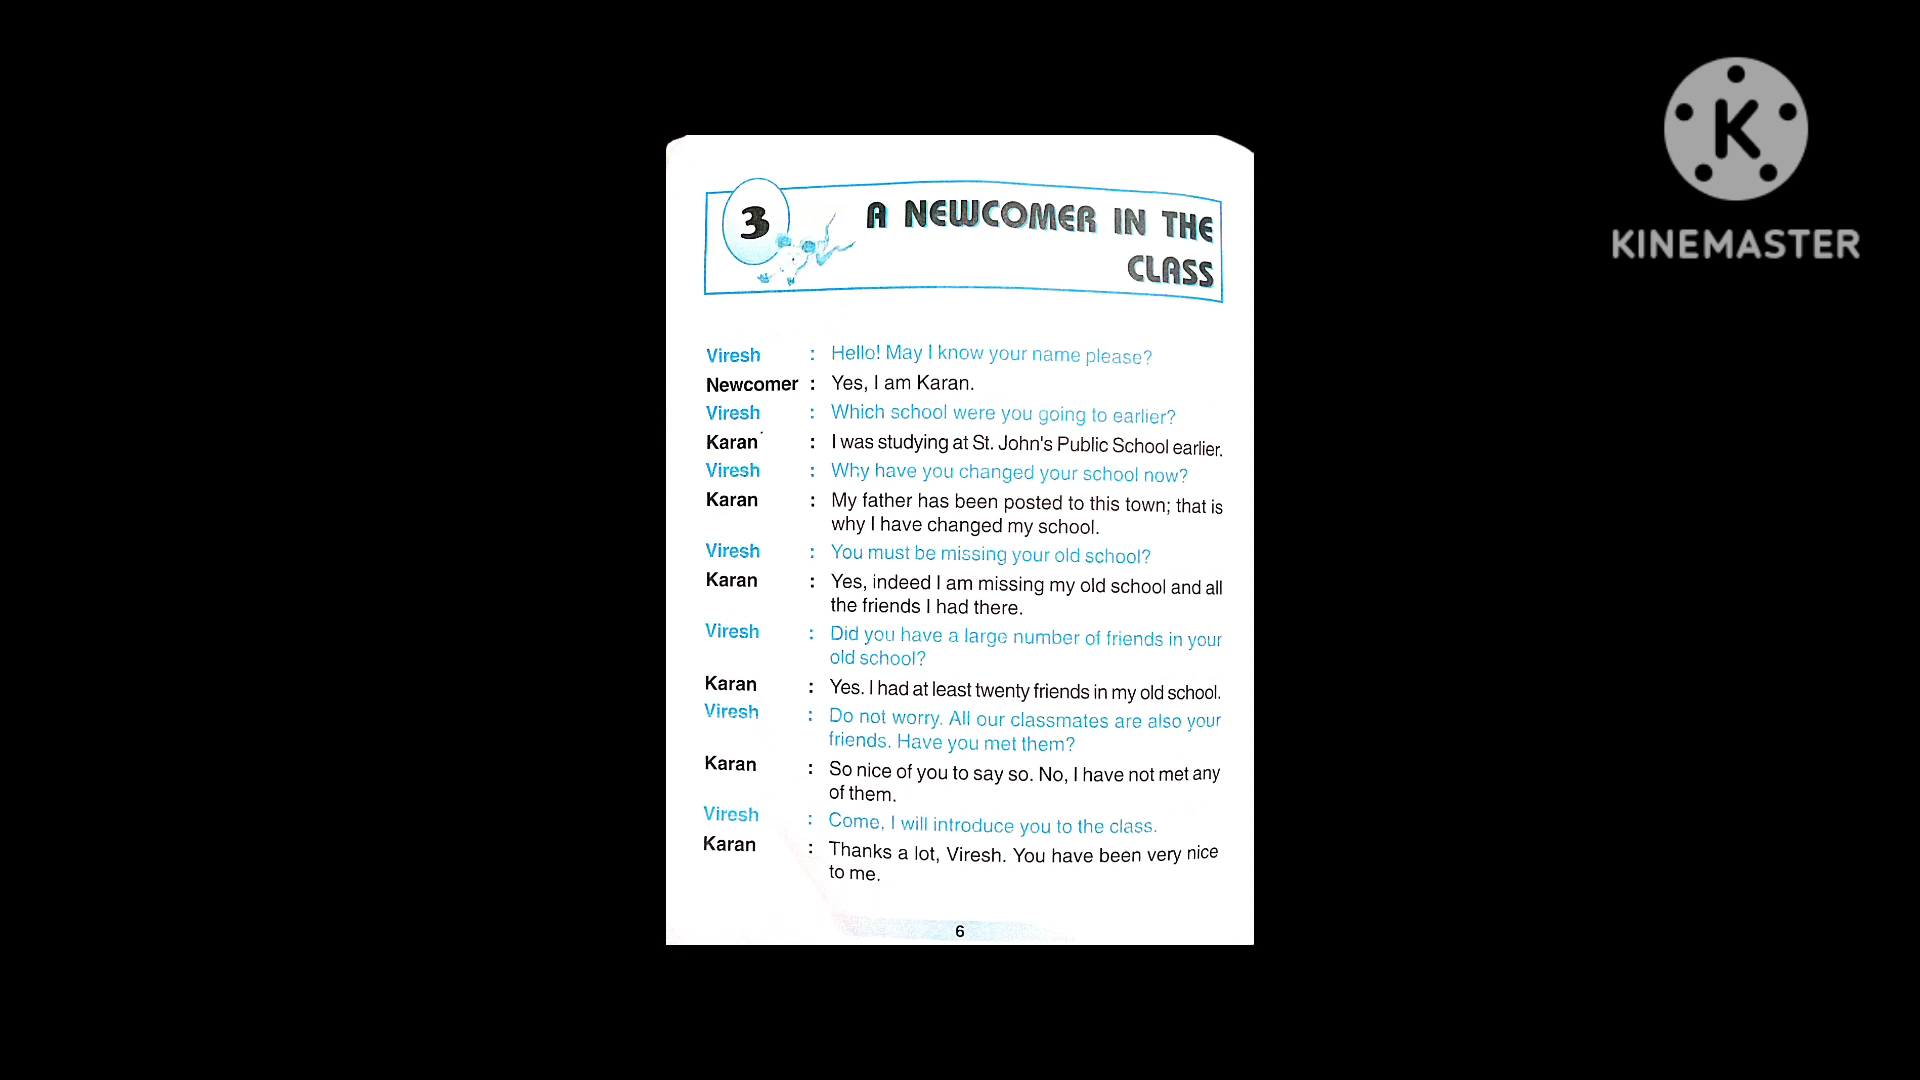 3
A NEWCOMER IN THE
CLASS
Viresh : Hello! May I know your name please?
Newcomer : Yes, I am Karan.
Viresh : Which school were you going to earlier?
Karan : I was studying at St. John's Public School earlier.
Viresh : Why have you changed your school now?
Karan : My father has been posted to this town; that is
why I have changed my school.
Viresh : You must be missing your old school?
Karan : Yes, indeed I am missing my old school and all
the friends I had there.
Viresh : Did you have a large number of friends in your
old school?
Karan : Yes. I had at least twenty friends in my old school.
Viresh : Do not worry. All our classmates are also your
friends. Have you met them?
Karan : So nice of you to say so. No, I have not met any
of them.
Viresh : Come, I will introduce you to the class.
Karan : Thanks a lot, Viresh. You have been very nice
to me.
6
K
KINEMASTER